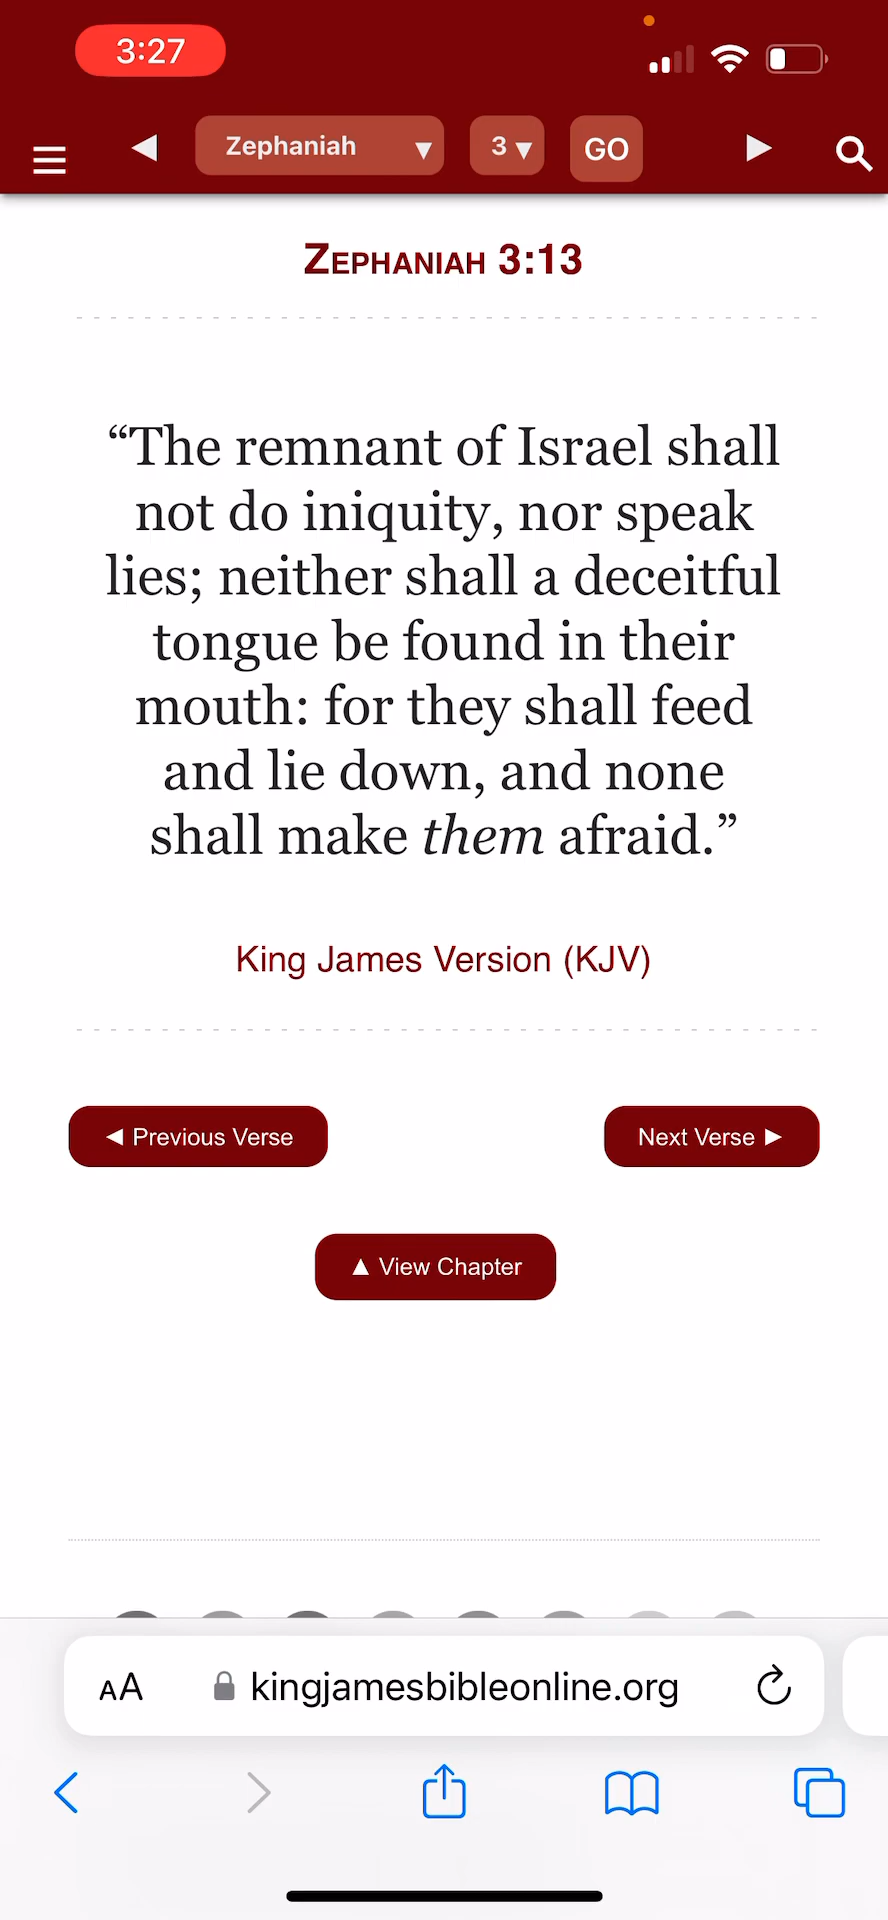 3:27
Zephaniah ▼ 3 ▼ GO
ZEPHANIAH 3:13
“The remnant of Israel shall
not do iniquity, nor speak
lies; neither shall a deceitful
tongue be found in their
mouth: for they shall feed
and lie down, and none
shall make them afraid.”
King James Version (KJV)
◄ Previous Verse
Next Verse ►
▲ View Chapter
AA kingjamesbibleonline.org